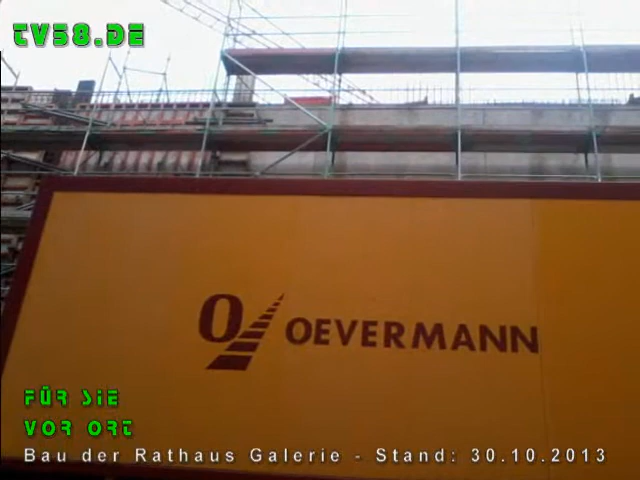 TV58.DE
O OEVERMANN
FÜR SIE
VOR ORT
Bau der Rathaus Galerie - Stand: 30.10.2013